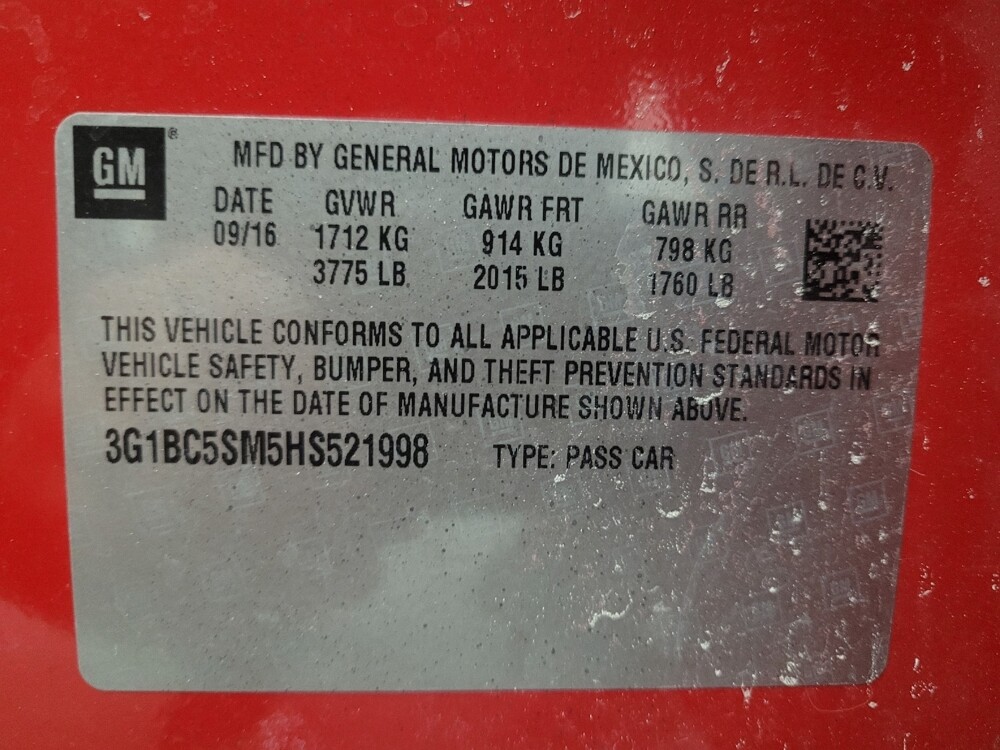 GM®
MFD BY GENERAL MOTORS DE MEXICO, S. DE R.L. DE C.V.
DATE GVWR GAWR FRT GAWR RR
09/16 1712 KG 914 KG 798 KG
3775 LB 2015 LB 1760 LB
THIS VEHICLE CONFORMS TO ALL APPLICABLE U.S. FEDERAL MOTOR
VEHICLE SAFETY, BUMPER, AND THEFT PREVENTION STANDARDS IN
EFFECT ON THE DATE OF MANUFACTURE SHOWN ABOVE.
3G1BC5SM5HS521998 TYPE: PASS CAR